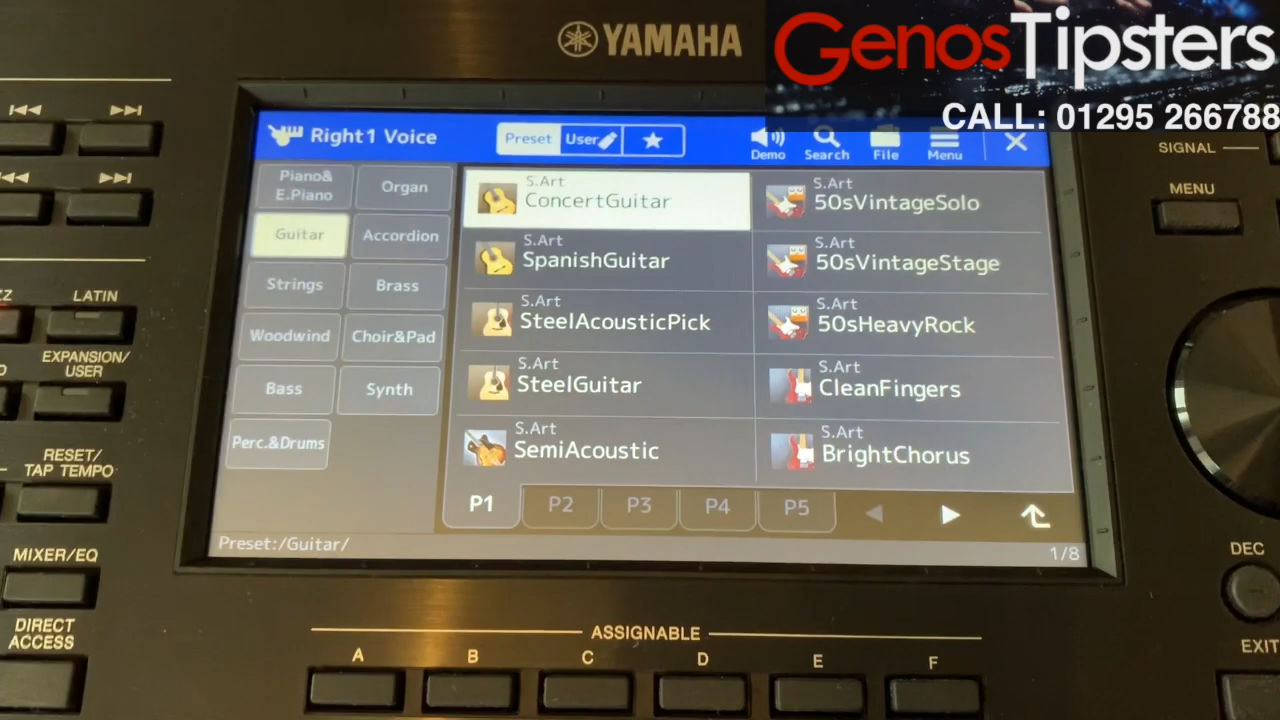 YAMAHA
GenosTipsters
CALL: 01295 266788
SIGNAL
MENU
Right1 Voice
Preset
User
Demo
Search
File
Menu
Piano&
E.Piano
Organ
Guitar
Accordion
Strings
Brass
Woodwind
Choir&Pad
Bass
Synth
Perc.&Drums
S.Art
ConcertGuitar
S.Art
50sVintageSolo
S.Art
SpanishGuitar
S.Art
50sVintageStage
S.Art
SteelAcousticPick
S.Art
50sHeavyRock
S.Art
SteelGuitar
S.Art
CleanFingers
S.Art
SemiAcoustic
S.Art
BrightChorus
P1
P2
P3
P4
P5
Preset:/Guitar/
1/8
LATIN
EXPANSION/
USER
RESET/
TAP TEMPO
MIXER/EQ
DIRECT
ACCESS
DEC
EXIT
ASSIGNABLE
A
B
C
D
E
F